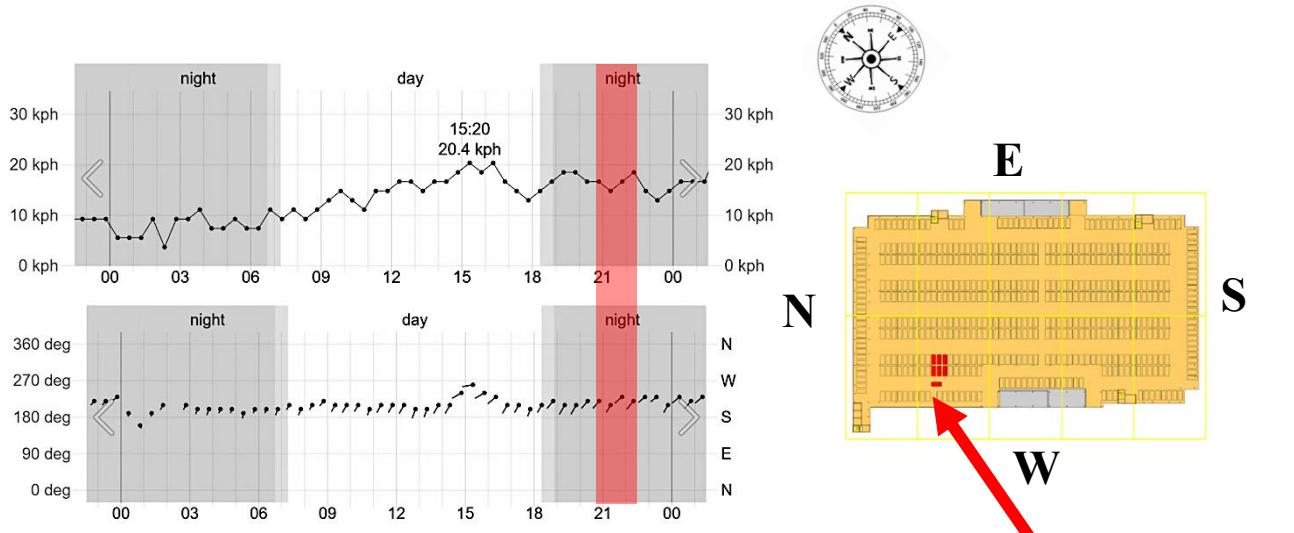 night
day
night
30 kph
30 kph
15:20
20.4 kph
20 kph
20 kph
10 kph
10 kph
0 kph
0 kph
00
03
06
09
12
15
18
21
00
night
day
night
360 deg
N
270 deg
W
180 deg
S
90 deg
E
0 deg
N
00
03
06
09
12
15
18
21
00
N
E
W
S
E
N
S
W